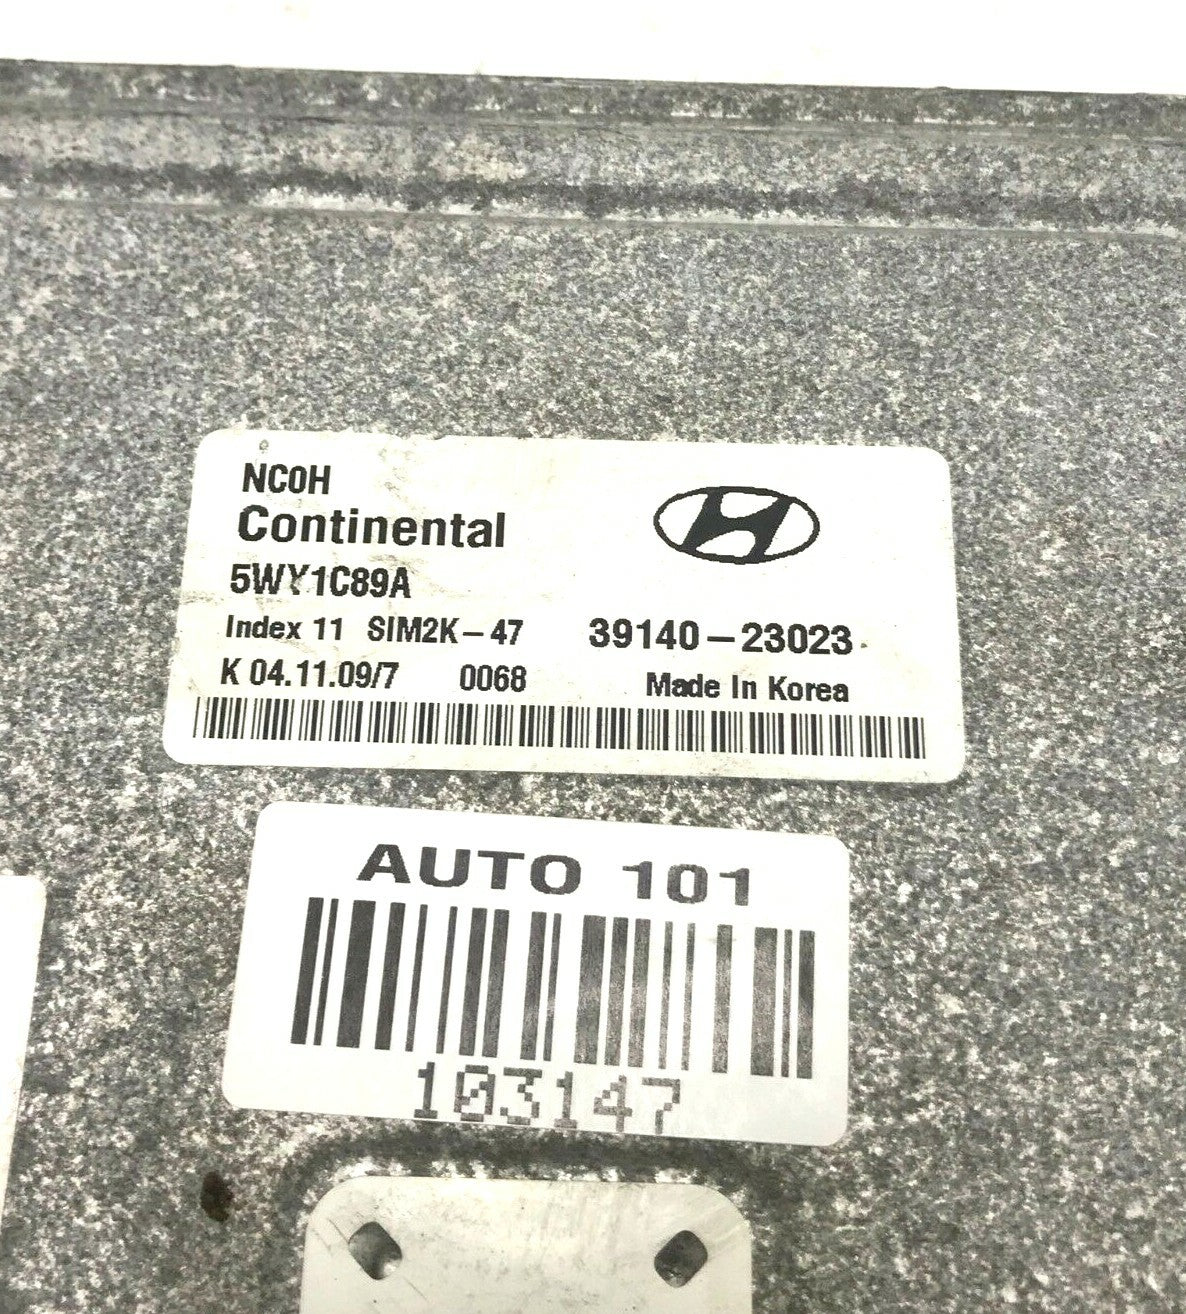 NC0H
Continental
5WY1C89A
Index 11 SIM2K-47 39140-23023
K 04.11.09/7 0068 Made In Korea
AUTO 101
103147